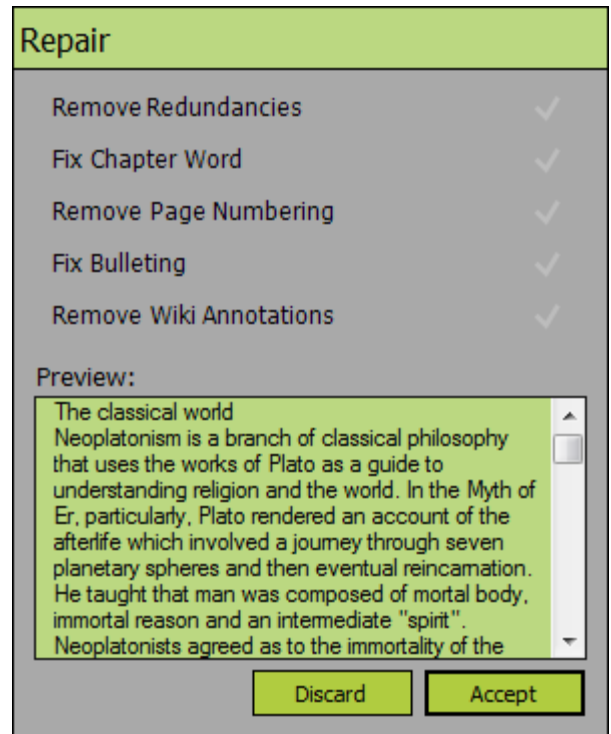 Repair
Remove Redundancies
Fix Chapter Word
Remove Page Numbering
Fix Bulleting
Remove Wiki Annotations
Preview:
The classical world
Neoplatonism is a branch of classical philosophy
that uses the works of Plato as a guide to
understanding religion and the world. In the Myth of
Er, particularly, Plato rendered an account of the
afterlife which involved a journey through seven
planetary spheres and then eventual reincarnation.
He taught that man was composed of mortal body,
immortal reason and an intermediate "spirit".
Neoplatonists agreed as to the immortality of the
Discard
Accept